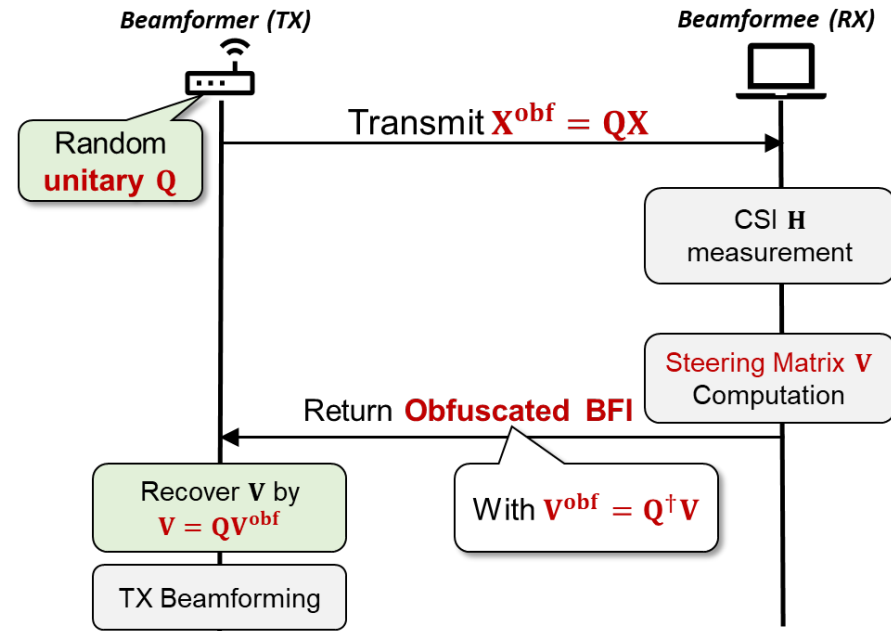 Beamformer (TX)
Beamformee (RX)
Random
unitary Q
Transmit X^obf = QX
CSI H
measurement
Steering Matrix V
Computation
Return Obfuscated BFI
With V^obf = Q^†V
Recover V by
V = QV^obf
TX Beamforming